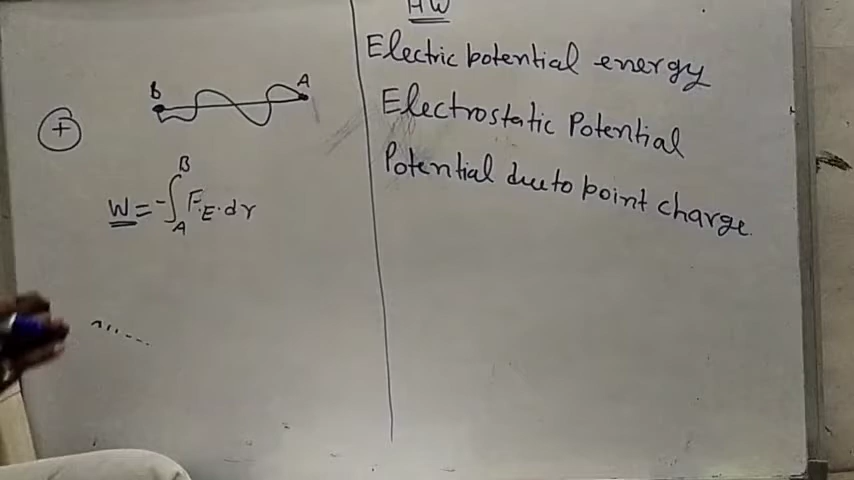 HW
Electric potential energy
Electrostatic Potential
Potential due to point charge.
B A
+
W = -∫_A^B F_E . dr